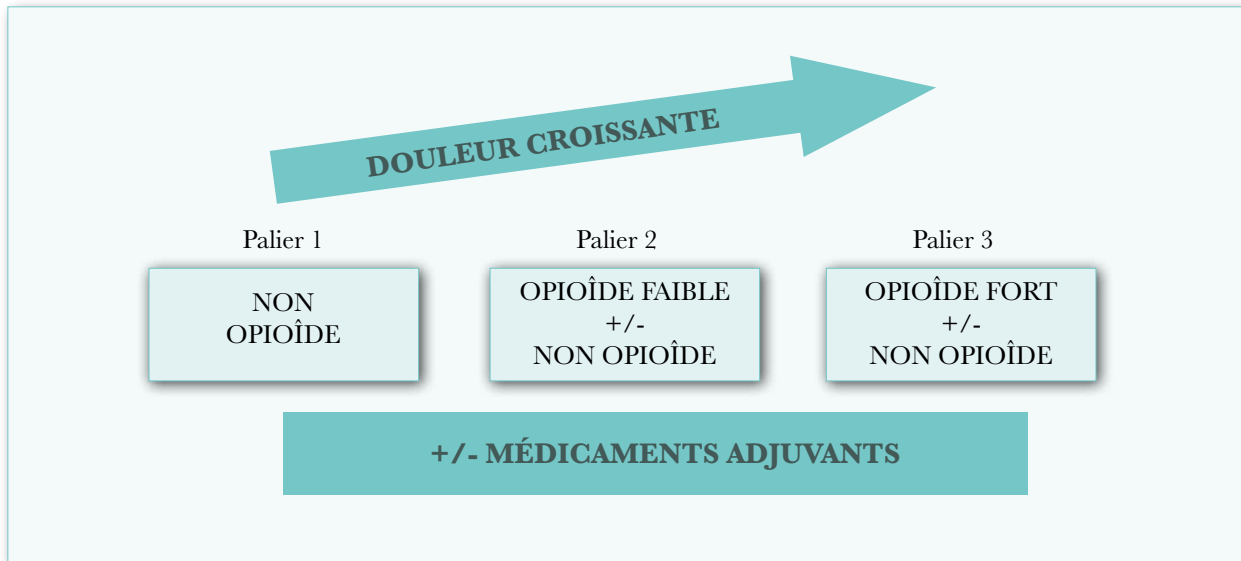 DOULEUR CROISSANTE
Palier 1
Palier 2
Palier 3
NON
OPIOÎDE
OPIOÎDE FAIBLE
+/-
NON OPIOÎDE
OPIOÎDE FORT
+/-
NON OPIOÎDE
+/- MÉDICAMENTS ADJUVANTS